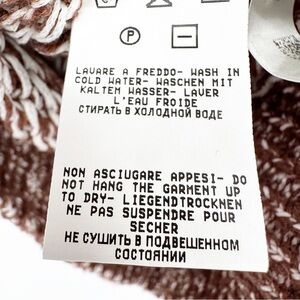 P
LAVARE A FREDDO- WASH IN
COLD WATER- WASCHEN MIT
KALTEM WASSER- LAVER
L'EAU FROIDE
СТИРАТЬ В ХОЛОДНОЙ ВОДЕ
NON ASCIUGARE APPESI- DO
NOT HANG THE GARMENT UP
TO DRY- LIEGENDTROCKNEN
NE PAS SUSPENDRE POUR
SECHER
НЕ СУШИТЬ В ПОДВЕШЕННОМ
СОСТОЯНИИ